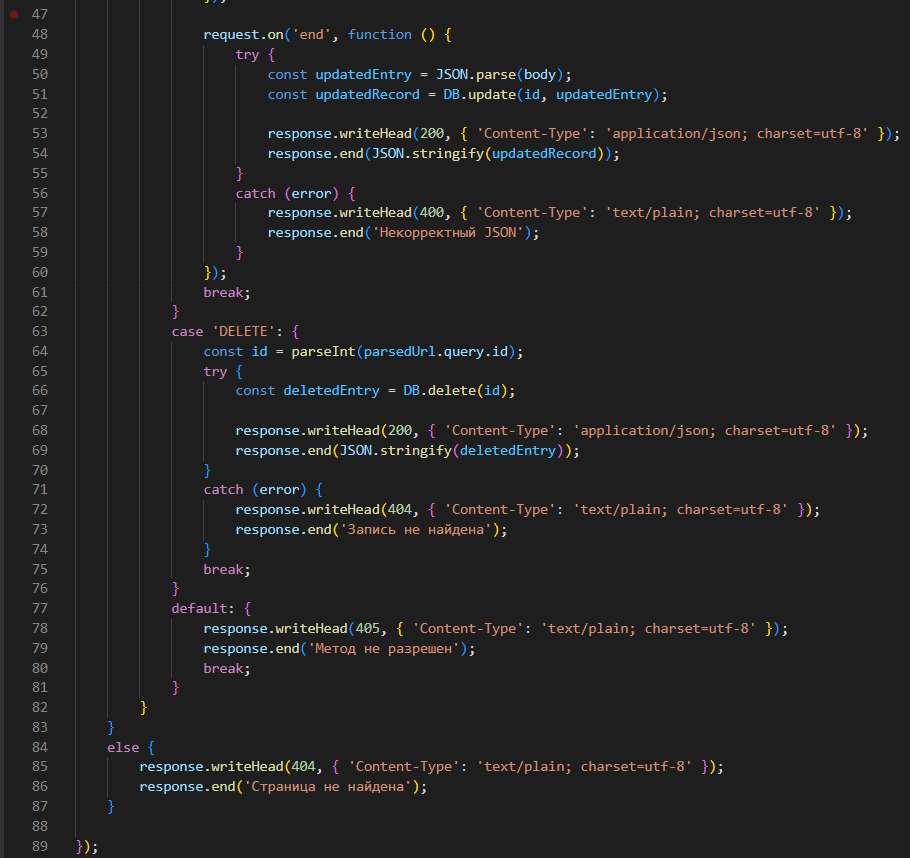 47
48 request.on('end', function () {
49 try {
50 const updatedEntry = JSON.parse(body);
51 const updatedRecord = DB.update(id, updatedEntry);
52
53 response.writeHead(200, { 'Content-Type': 'application/json; charset=utf-8' });
54 response.end(JSON.stringify(updatedRecord));
55 }
56 catch (error) {
57 response.writeHead(400, { 'Content-Type': 'text/plain; charset=utf-8' });
58 response.end('Некорректный JSON');
59 }
60 });
61 break;
62 }
63 case 'DELETE': {
64 const id = parseInt(parsedUrl.query.id);
65 try {
66 const deletedEntry = DB.delete(id);
67
68 response.writeHead(200, { 'Content-Type': 'application/json; charset=utf-8' });
69 response.end(JSON.stringify(deletedEntry));
70 }
71 catch (error) {
72 response.writeHead(404, { 'Content-Type': 'text/plain; charset=utf-8' });
73 response.end('Запись не найдена');
74 }
75 break;
76 }
77 default: {
78 response.writeHead(405, { 'Content-Type': 'text/plain; charset=utf-8' });
79 response.end('Метод не разрешен');
80 break;
81 }
82 }
83 }
84 else {
85 response.writeHead(404, { 'Content-Type': 'text/plain; charset=utf-8' });
86 response.end('Страница не найдена');
87 }
88
89 });